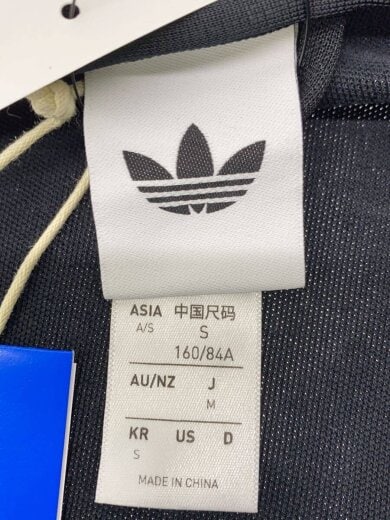 ASIA 中国尺码
A/S S
160/84A
AU/NZ J
M
KR US D
S
MADE IN CHINA